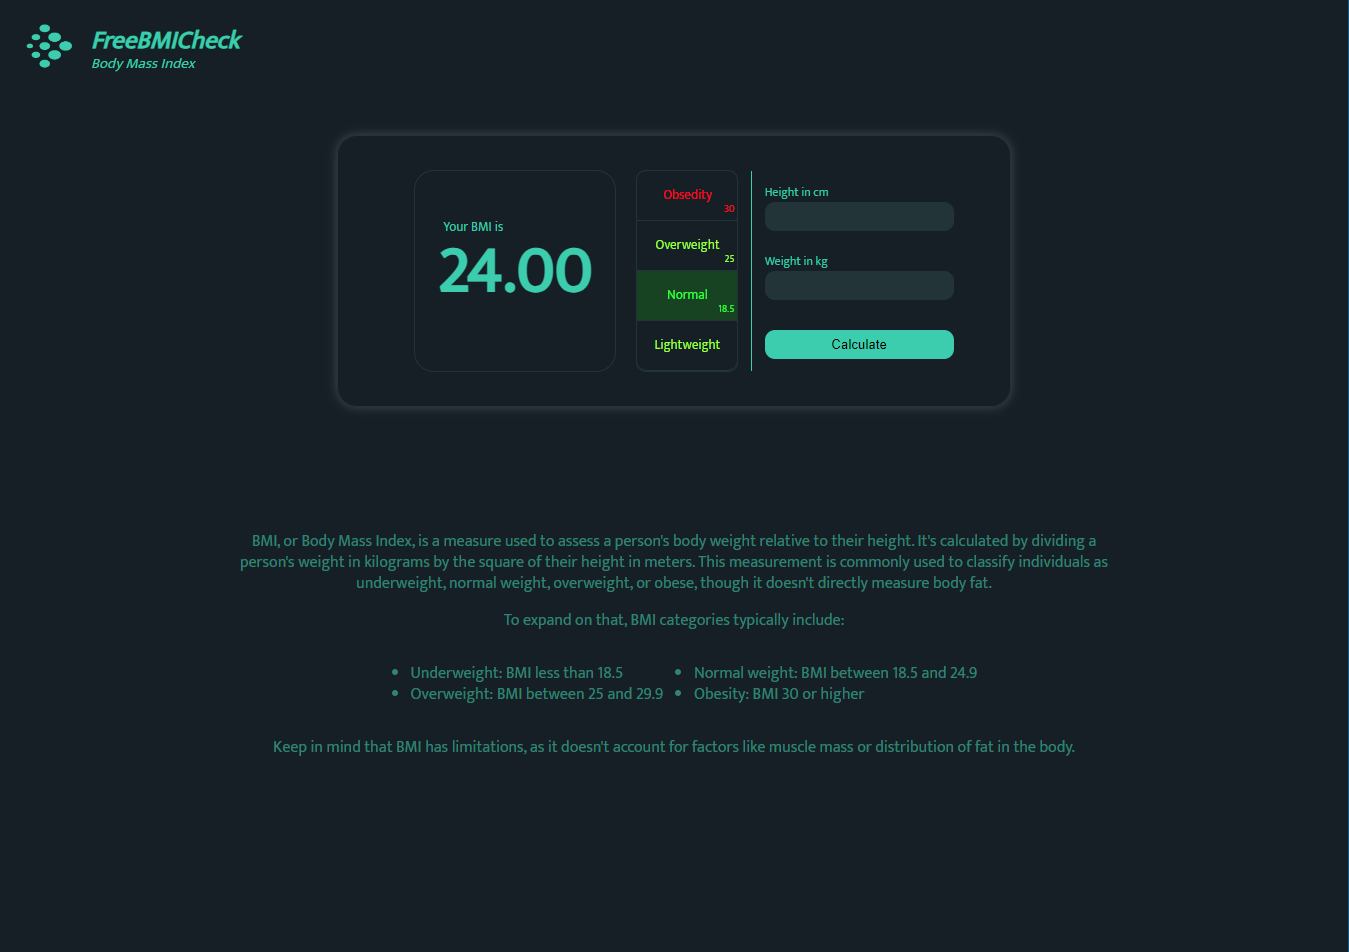 FreeBMICheck
Body Mass Index
Your BMI is
24.00
Obsedity
30
Overweight
25
Normal
18.5
Lightweight
Height in cm
Weight in kg
Calculate
BMI, or Body Mass Index, is a measure used to assess a person's body weight relative to their height. It's calculated by dividing a
person's weight in kilograms by the square of their height in meters. This measurement is commonly used to classify individuals as
underweight, normal weight, overweight, or obese, though it doesn't directly measure body fat.
To expand on that, BMI categories typically include:
• Underweight: BMI less than 18.5
• Normal weight: BMI between 18.5 and 24.9
• Overweight: BMI between 25 and 29.9
• Obesity: BMI 30 or higher
Keep in mind that BMI has limitations, as it doesn't account for factors like muscle mass or distribution of fat in the body.